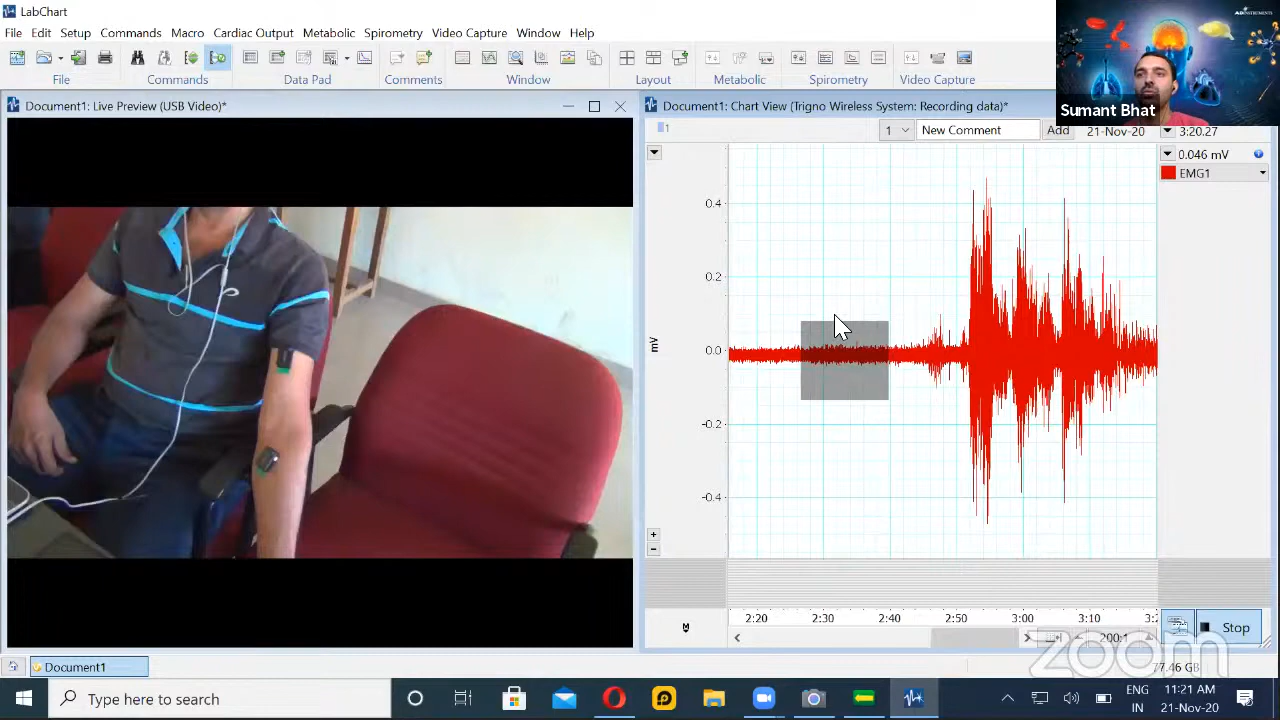 LabChart
File Edit Setup Commands Macro Cardiac Output Metabolic Spirometry Video Capture Window Help
File Commands Data Pad Comments Window Layout Metabolic Spirometry Video Capture
ADINSTRUMENTS
Sumant Bhat
Document1: Live Preview (USB Video)*
Document1: Chart View (Trigno Wireless System: Recording data)*
1 1 New Comment Add 21-Nov-20 3:20.27
0.046 mV
EMG1
0.4
0.2
0.0
-0.2
-0.4
mV
+
−
2:20 2:30 2:40 2:50 3:00 3:10
200:1
Stop
zoom
Document1
77.46 GB
Type here to search
ENG
IN
11:21 AM
21-Nov-20